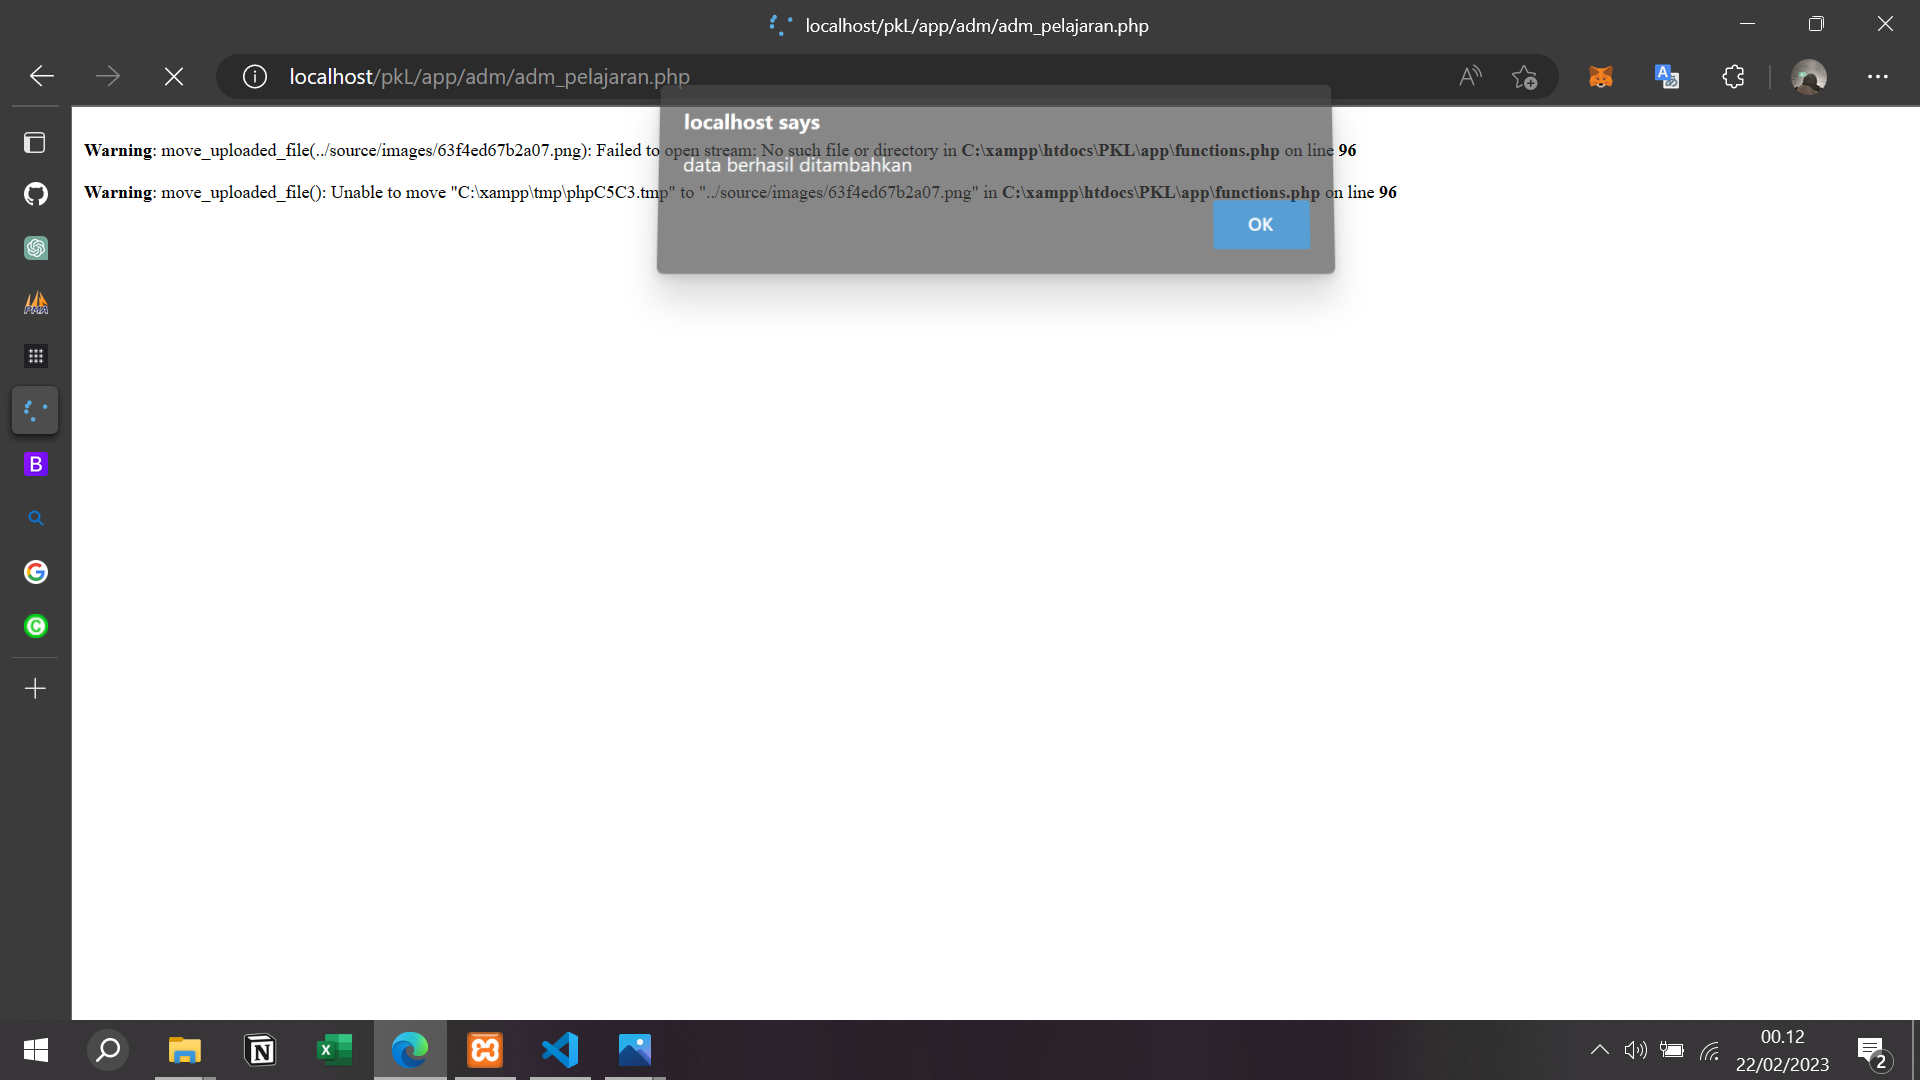 localhost/pkL/app/adm/adm_pelajaran.php
localhost/pkL/app/adm/adm_pelajaran.php
localhost says
Warning: move_uploaded_file(../source/images/63f4ed67b2a07.png): Failed to open stream: No such file or directory in C:\xampp\htdocs\PKL\app\functions.php on line 96
data berhasil ditambahkan
Warning: move_uploaded_file(): Unable to move "C:\xampp\tmp\phpC5C3.tmp" to "../source/images/63f4ed67b2a07.png" in C:\xampp\htdocs\PKL\app\functions.php on line 96
OK
PMA
B
00.12
22/02/2023
2